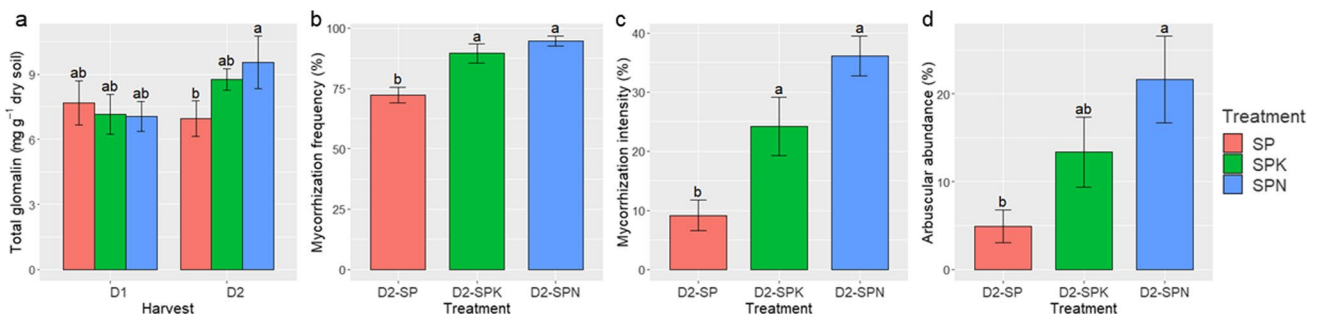 a
Total glomalin (mg g⁻¹ dry soil)
9
6
3
0
ab
ab
ab
b
ab
a
D1
D2
Harvest
b
Mycorrhization frequency (%)
100
75
50
25
0
b
a
a
D2-SP
D2-SPK
D2-SPN
Treatment
c
Mycorrhization intensity (%)
40
30
20
10
0
b
a
a
D2-SP
D2-SPK
D2-SPN
Treatment
d
Arbuscular abundance (%)
20
10
0
b
ab
a
D2-SP
D2-SPK
D2-SPN
Treatment
Treatment
SP
SPK
SPN